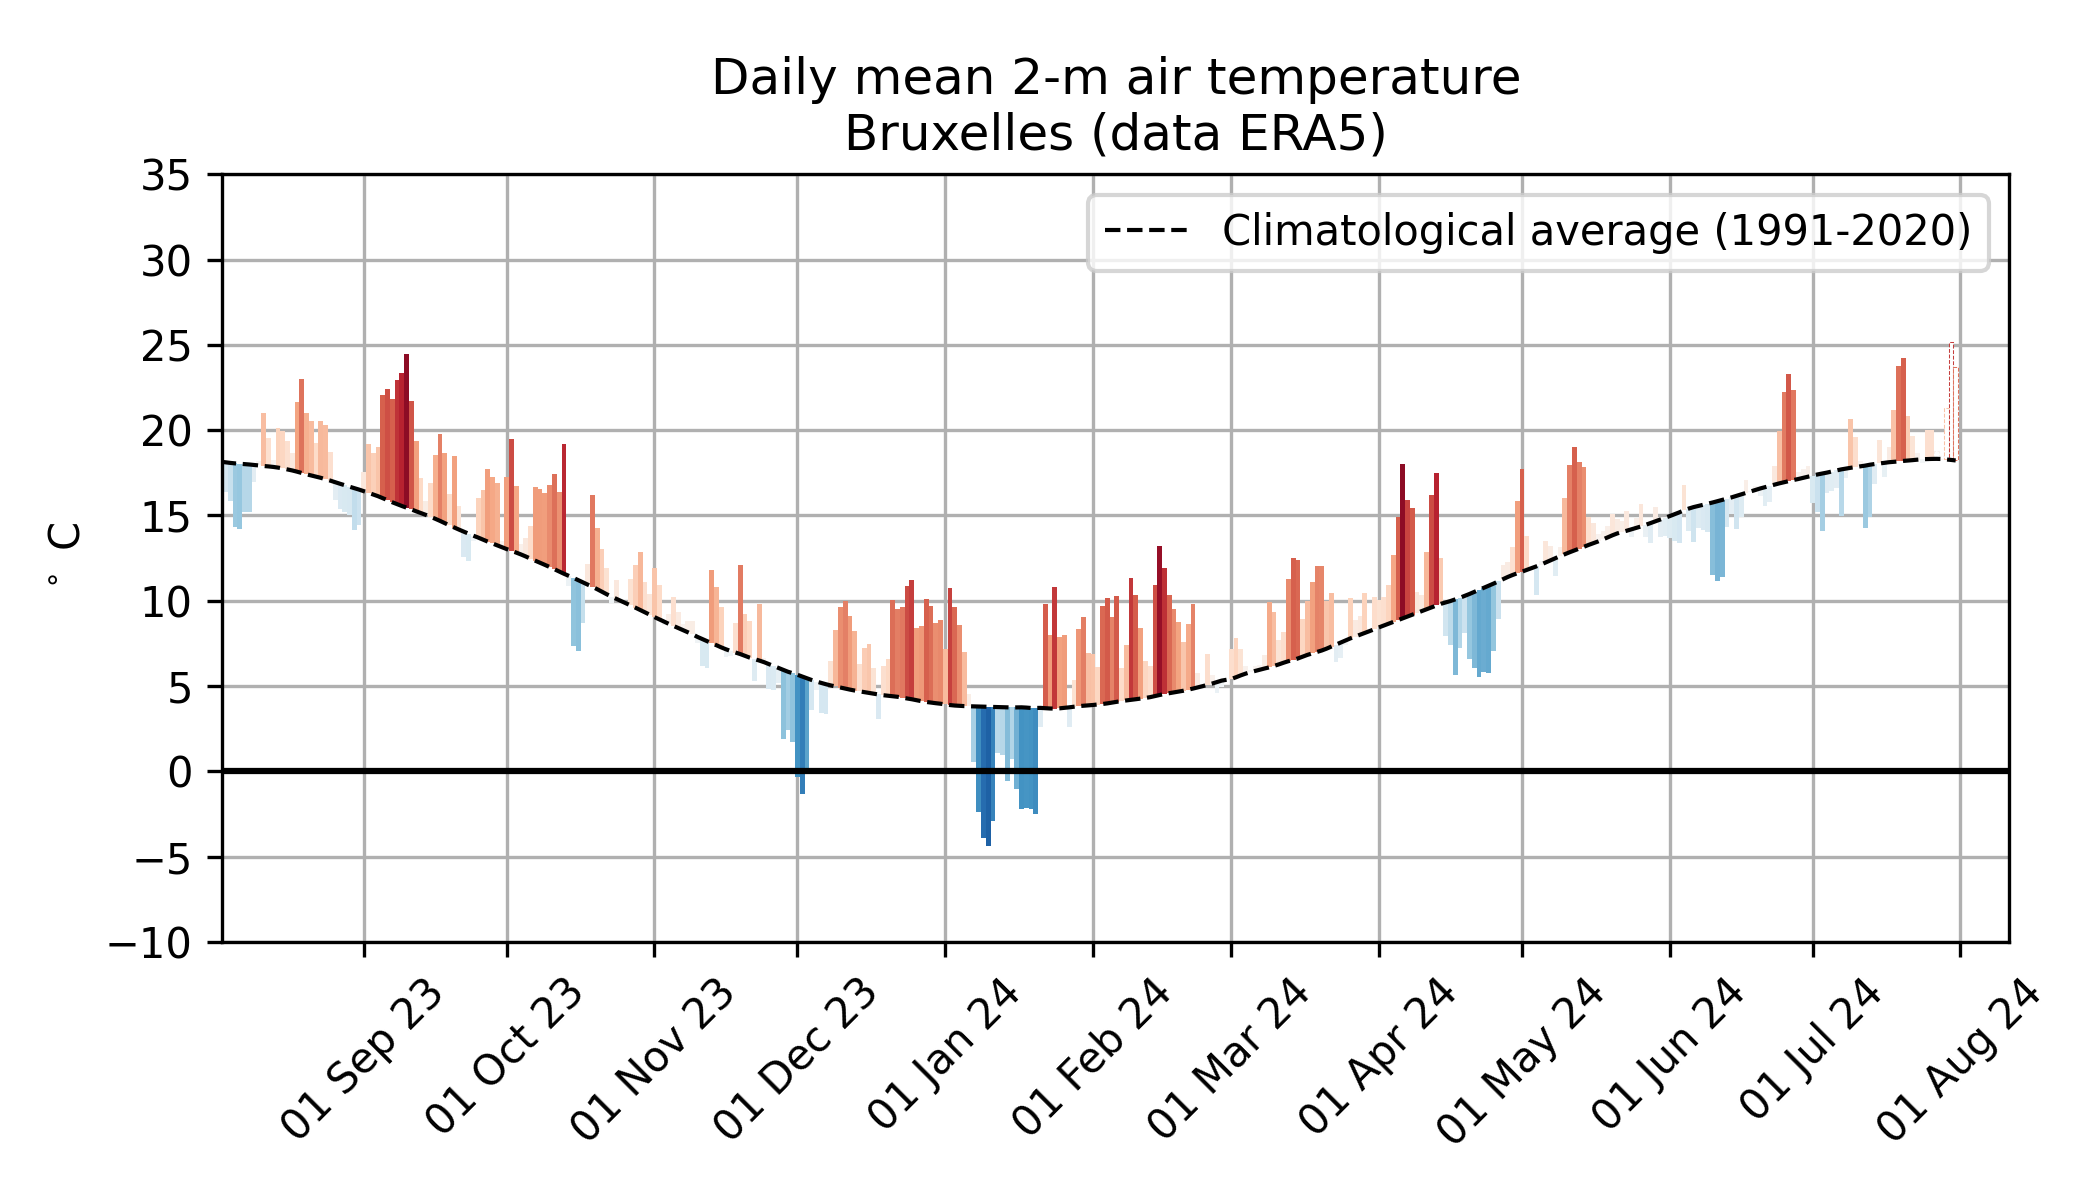 Daily mean 2-m air temperature
Bruxelles (data ERA5)
Climatológical average (1991-2020)
35
30
25
20
15
10
5
0
−5
−10
° C
01 Sep 23
01 Oct 23
01 Nov 23
01 Dec 23
01 Jan 24
01 Feb 24
01 Mar 24
01 Apr 24
01 May 24
01 Jun 24
01 Jul 24
01 Aug 24